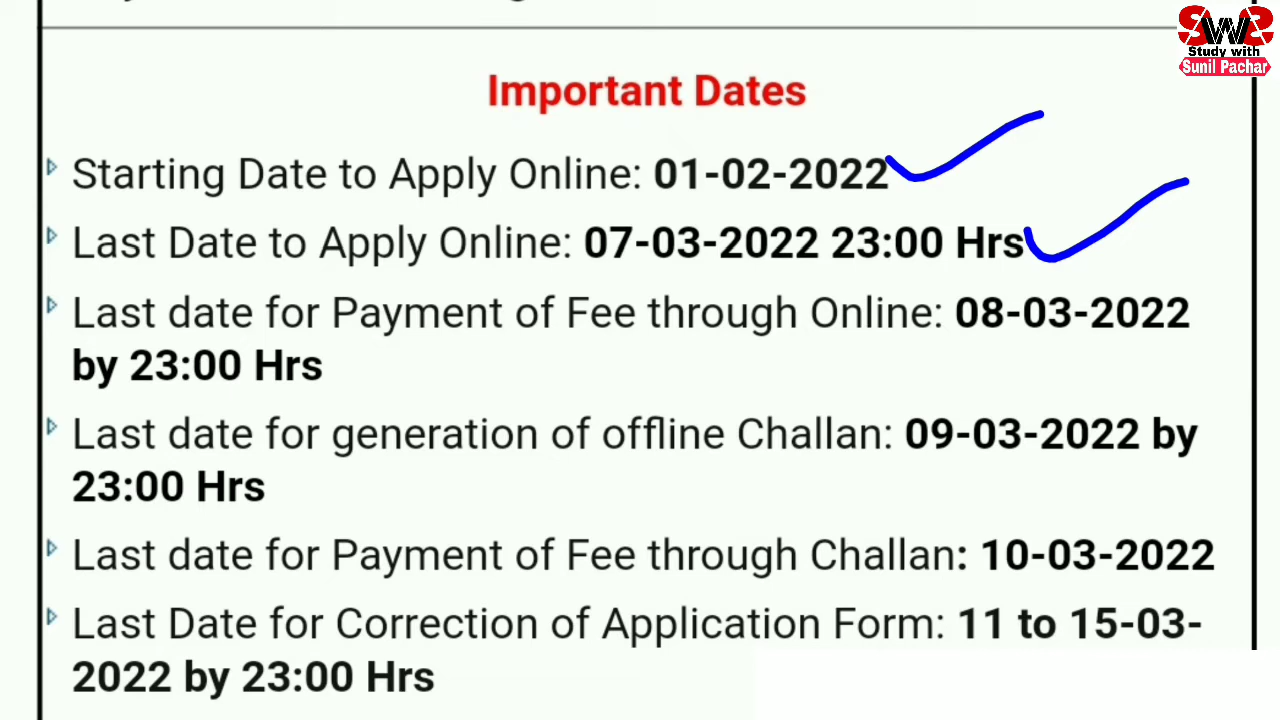 SWS
Study with
Sunil Pachar
Important Dates
Starting Date to Apply Online: 01-02-2022
Last Date to Apply Online: 07-03-2022 23:00 Hrs
Last date for Payment of Fee through Online: 08-03-2022
by 23:00 Hrs
Last date for generation of offline Challan: 09-03-2022 by
23:00 Hrs
Last date for Payment of Fee through Challan: 10-03-2022
Last Date for Correction of Application Form: 11 to 15-03-
2022 by 23:00 Hrs